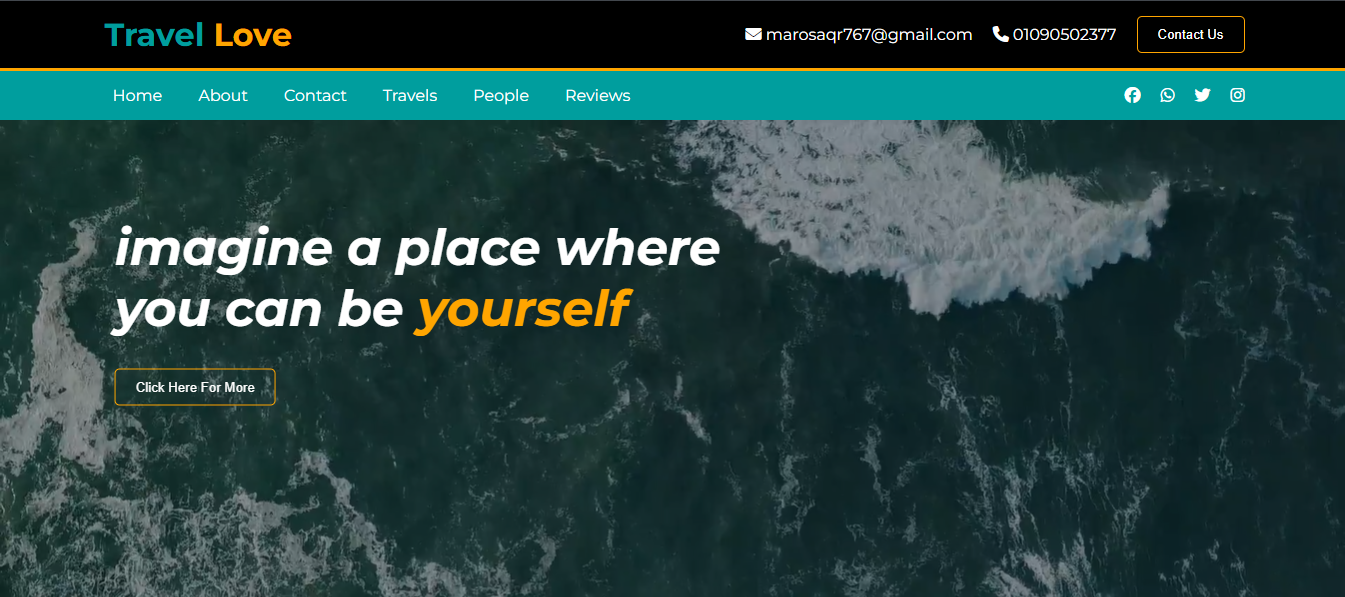 Travel Love
marosaqr767@gmail.com 01090502377 Contact Us
Home About Contact Travels People Reviews
imagine a place where
you can be yourself
Click Here For More